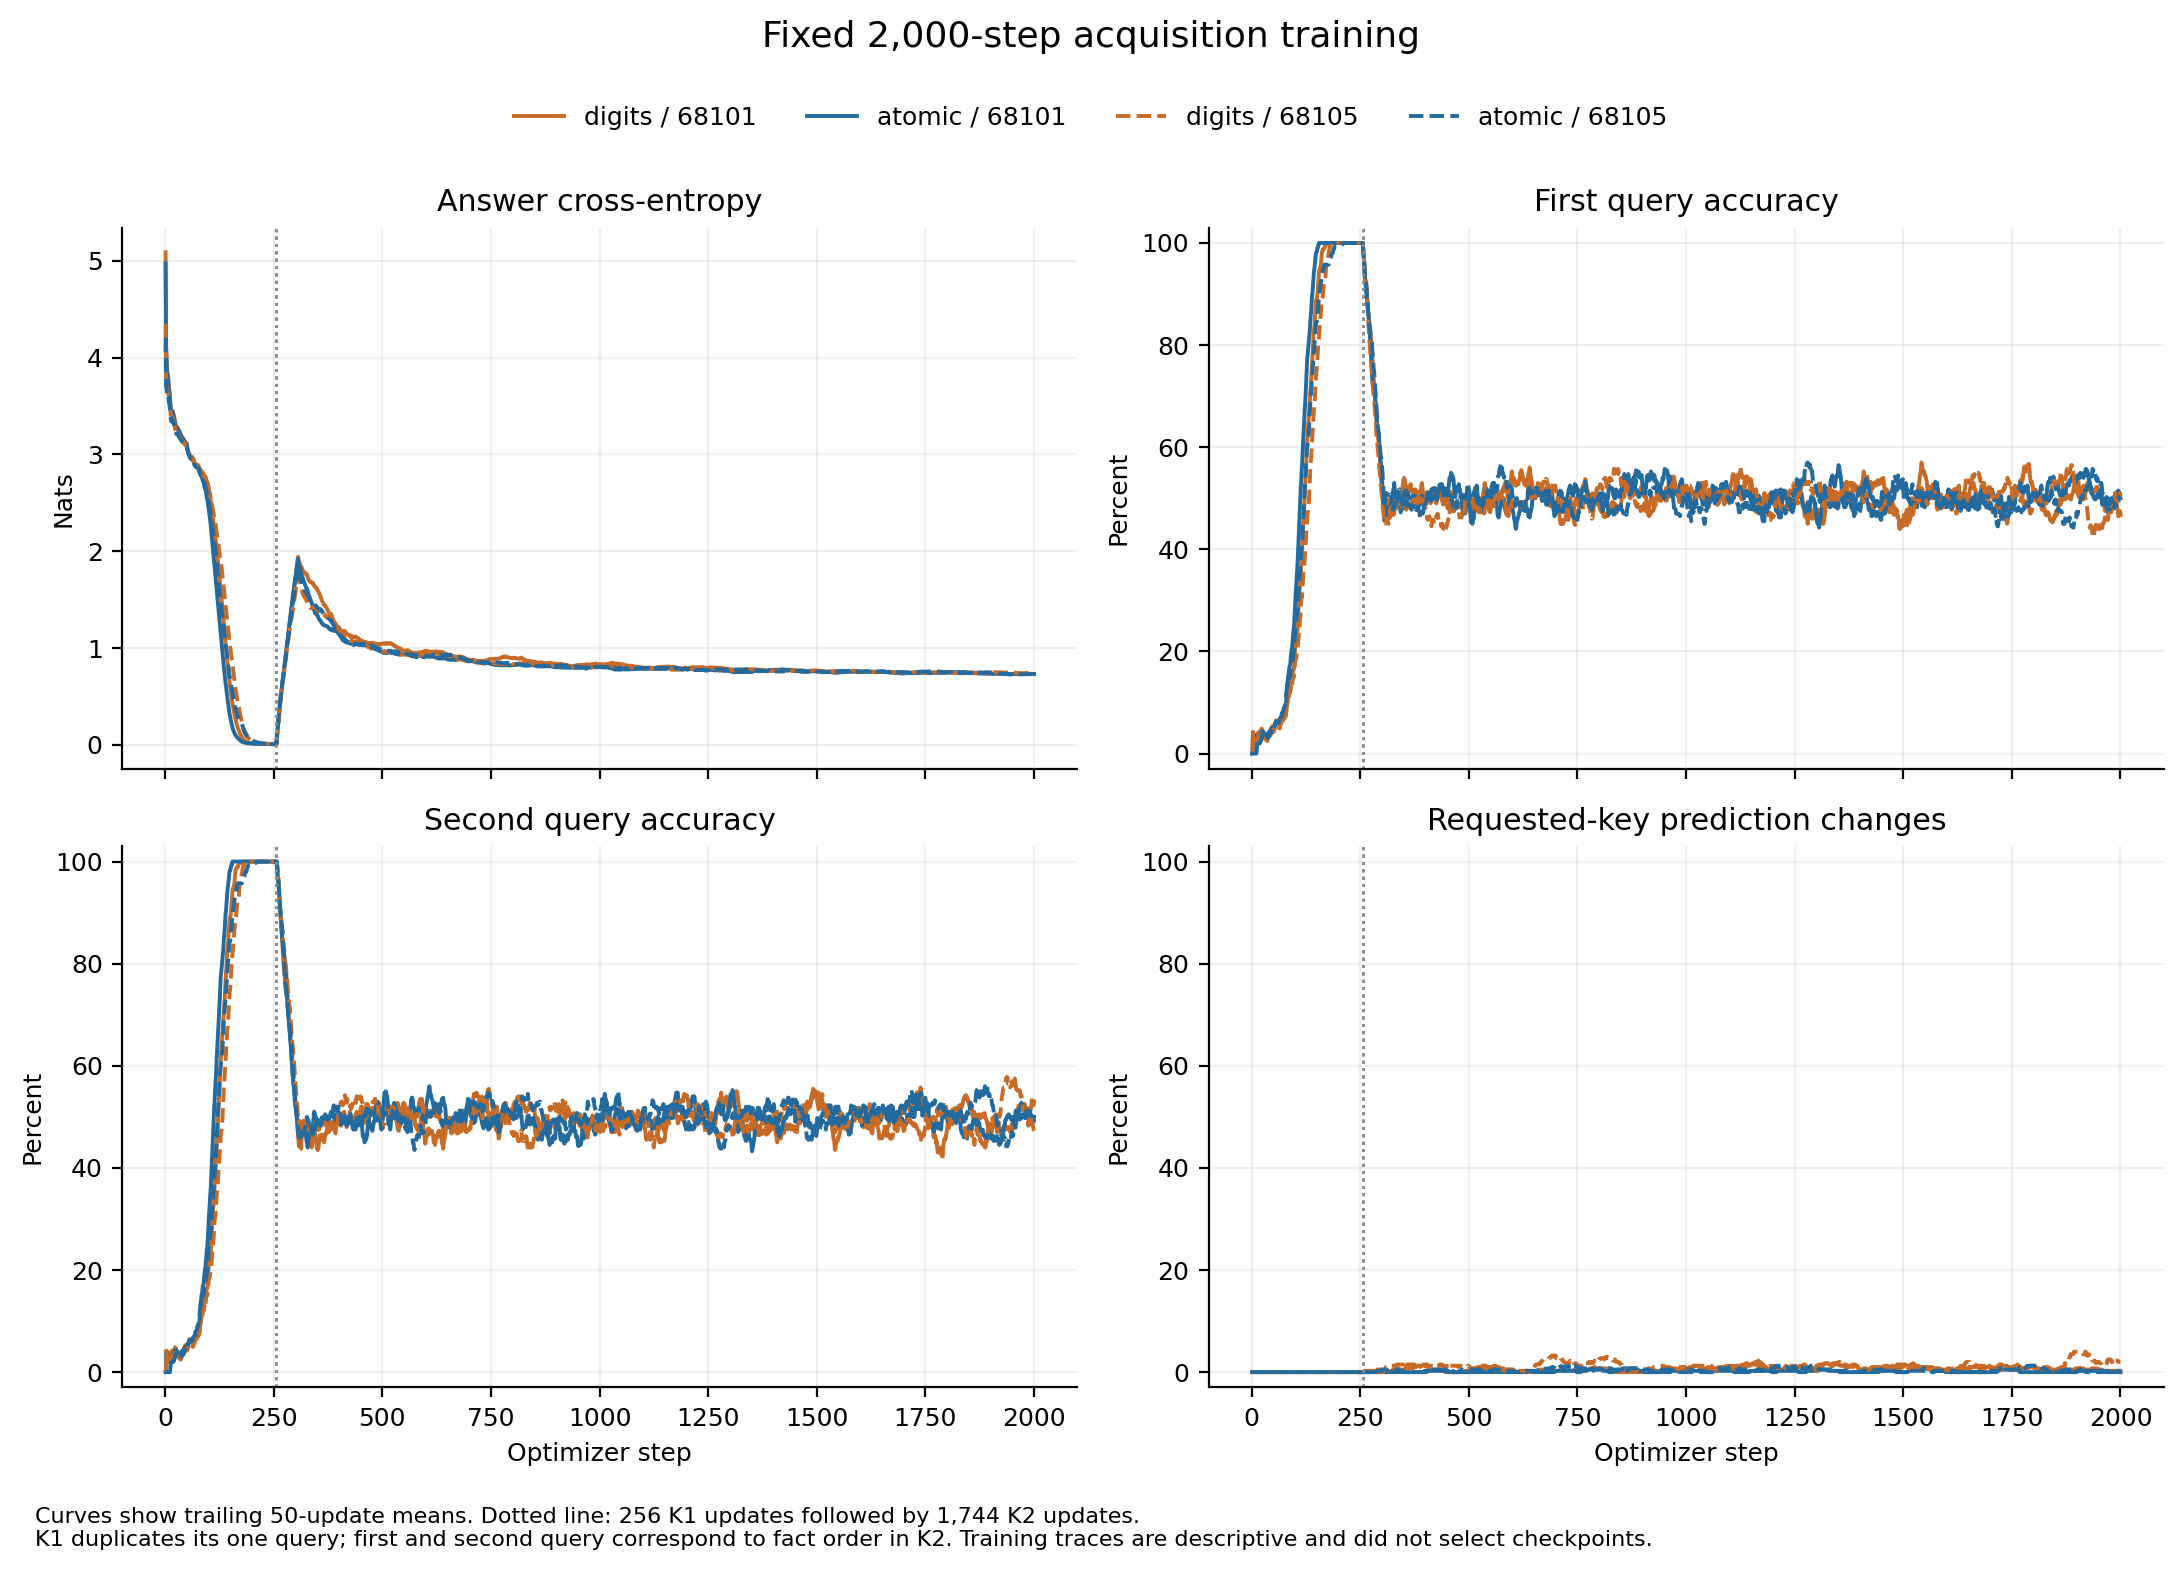 Fixed 2,000-step acquisition training
digits / 68101
atomic / 68101
digits / 68105
atomic / 68105
Answer cross-entropy
Nats
5
4
3
2
1
0
First query accuracy
Percent
100
80
60
40
20
0
Second query accuracy
Percent
100
80
60
40
20
0
0 250 500 750 1000 1250 1500 1750 2000
Optimizer step
Requested-key prediction changes
Percent
100
80
60
40
20
0
0 250 500 750 1000 1250 1500 1750 2000
Optimizer step
Curves show trailing 50-update means. Dotted line: 256 K1 updates followed by 1,744 K2 updates.
K1 duplicates its one query; first and second query correspond to fact order in K2. Training traces are descriptive and did not select checkpoints.